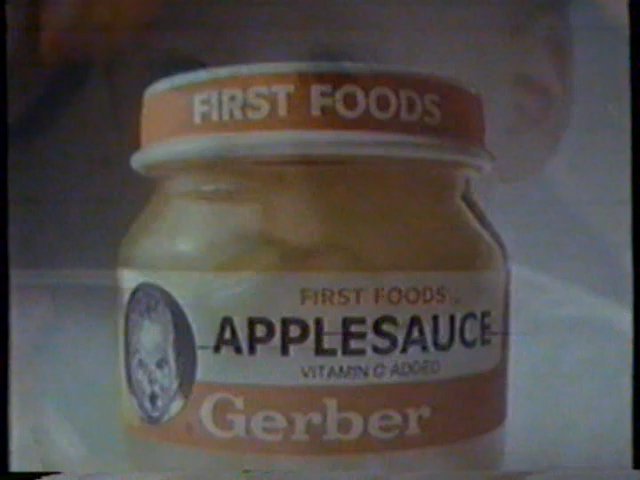 FIRST FOODS
FIRST FOODS
APPLESAUCE
VITAMIN C ADDED
Gerber